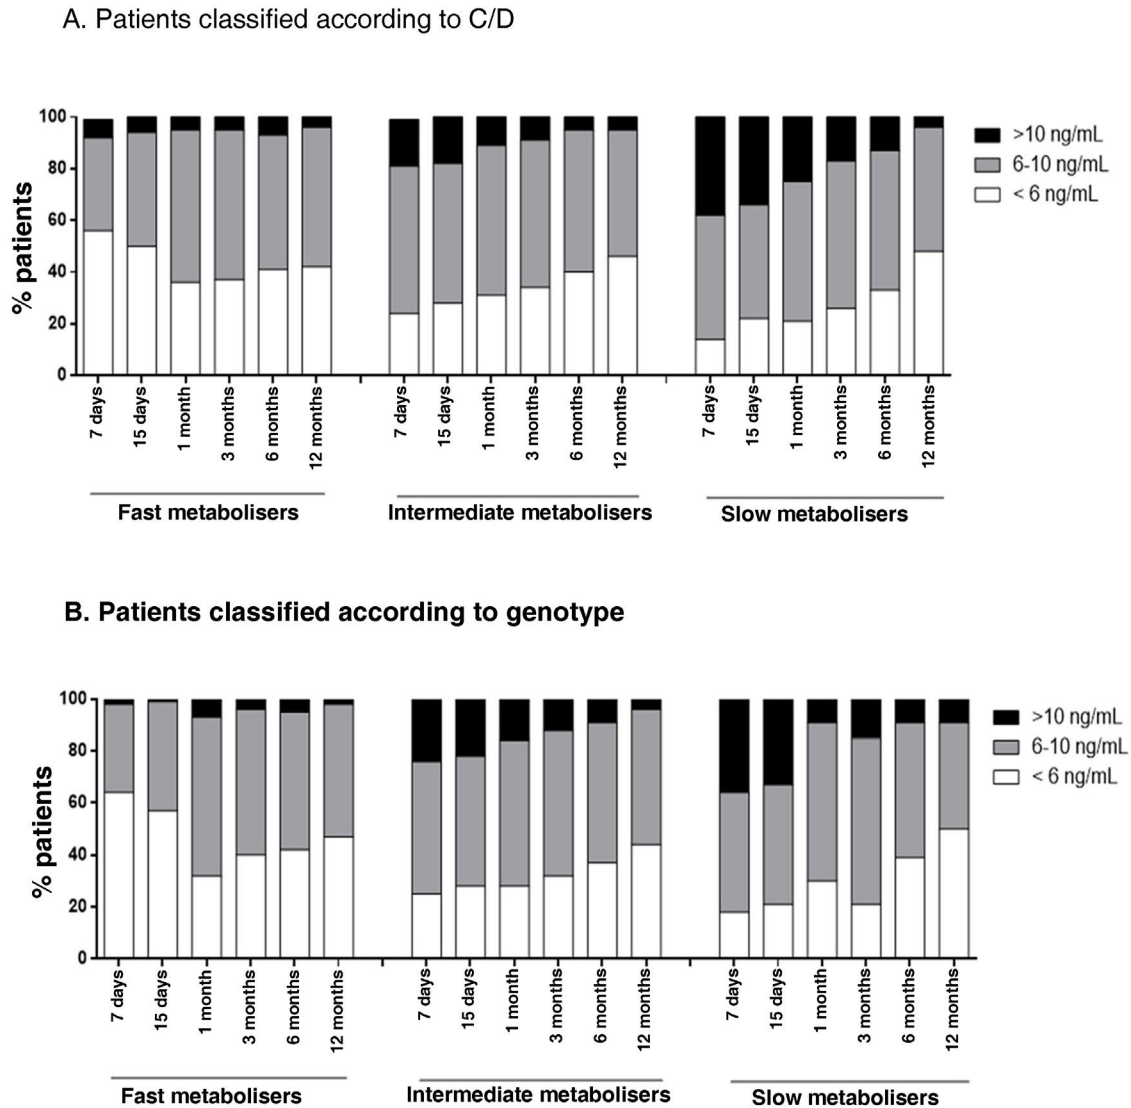 A. Patients classified according to C/D
% patients
100
80
60
40
20
0
>10 ng/mL
6-10 ng/mL
< 6 ng/mL
7 days
15 days
1 month
3 months
6 months
12 months
7 days
15 days
1 month
3 months
6 months
12 months
7 days
15 days
1 month
3 months
6 months
12 months
Fast metabolisers
Intermediate metabolisers
Slow metabolisers
B. Patients classified according to genotype
% patients
100
80
60
40
20
0
>10 ng/mL
6-10 ng/mL
< 6 ng/mL
7 days
15 days
1 month
3 months
6 months
12 months
7 days
15 days
1 month
3 months
6 months
12 months
7 days
15 days
1 month
3 months
6 months
12 months
Fast metabolisers
Intermediate metabolisers
Slow metabolisers